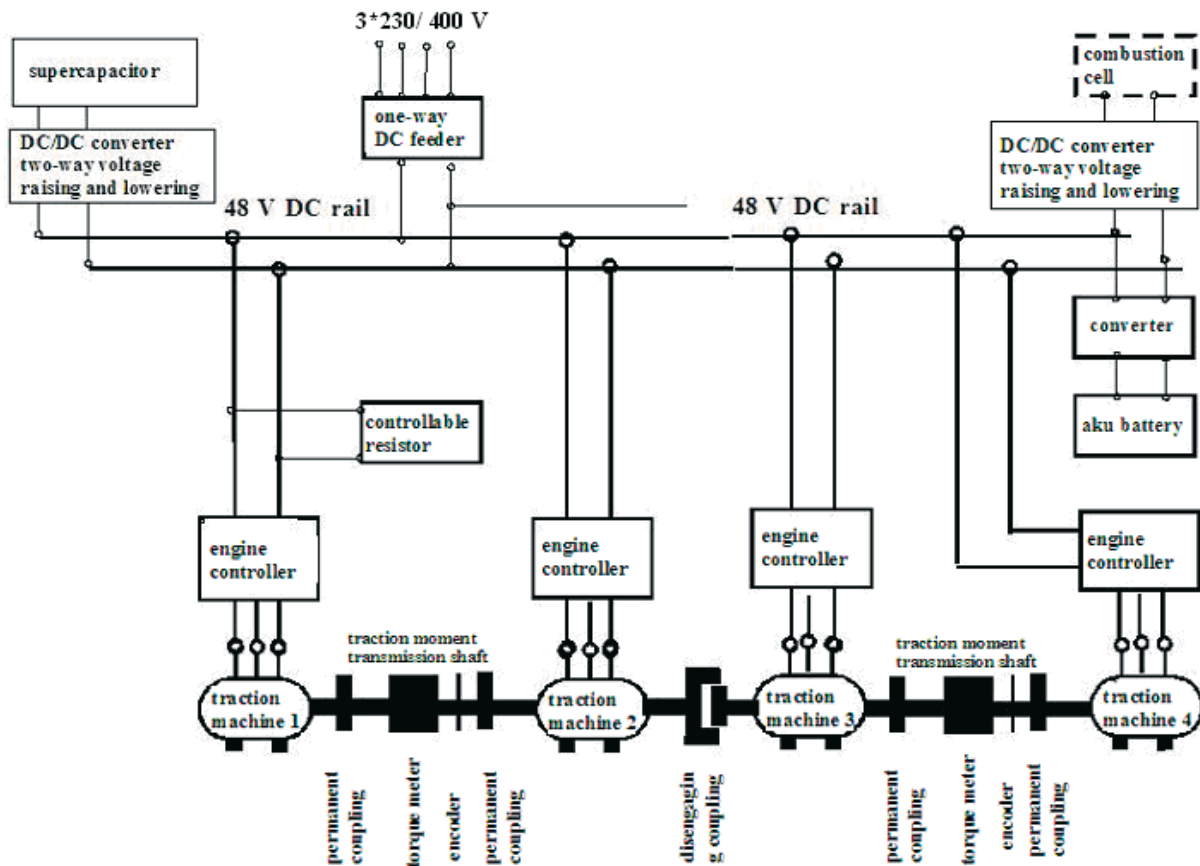 3*230/ 400 V
supercapacitor
combustion
cell
one-way
DC feeder
DC/DC converter
two-way voltage
raising and lowering
DC/DC converter
two-way voltage
raising and lowering
48 V DC rail
48 V DC rail
converter
controllable
resistor
aku battery
engine
controller
engine
controller
engine
controller
engine
controller
traction moment
transmission shaft
traction moment
transmission shaft
traction
machine 1
traction
machine 2
traction
machine 3
traction
machine 4
permanent
coupling
torque meter
encoder
permanent
coupling
disengagin
g coupling
permanent
coupling
torque meter
encoder
permanent
coupling